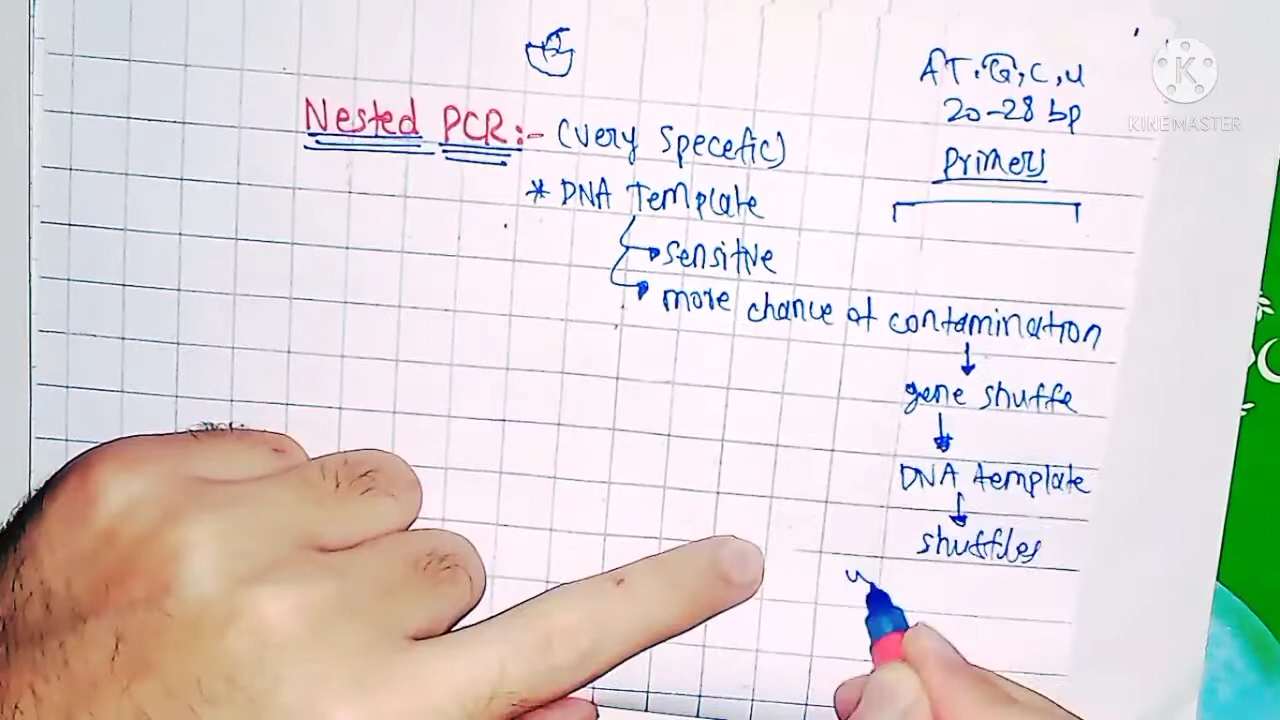 AT, G, C, U
20-28 bp
Primers
Nested PCR:- (very specefic)
* DNA Template
sensitive
more chance of contamination
gene shuffe
DNA template
shuffles
K
KINEMASTER